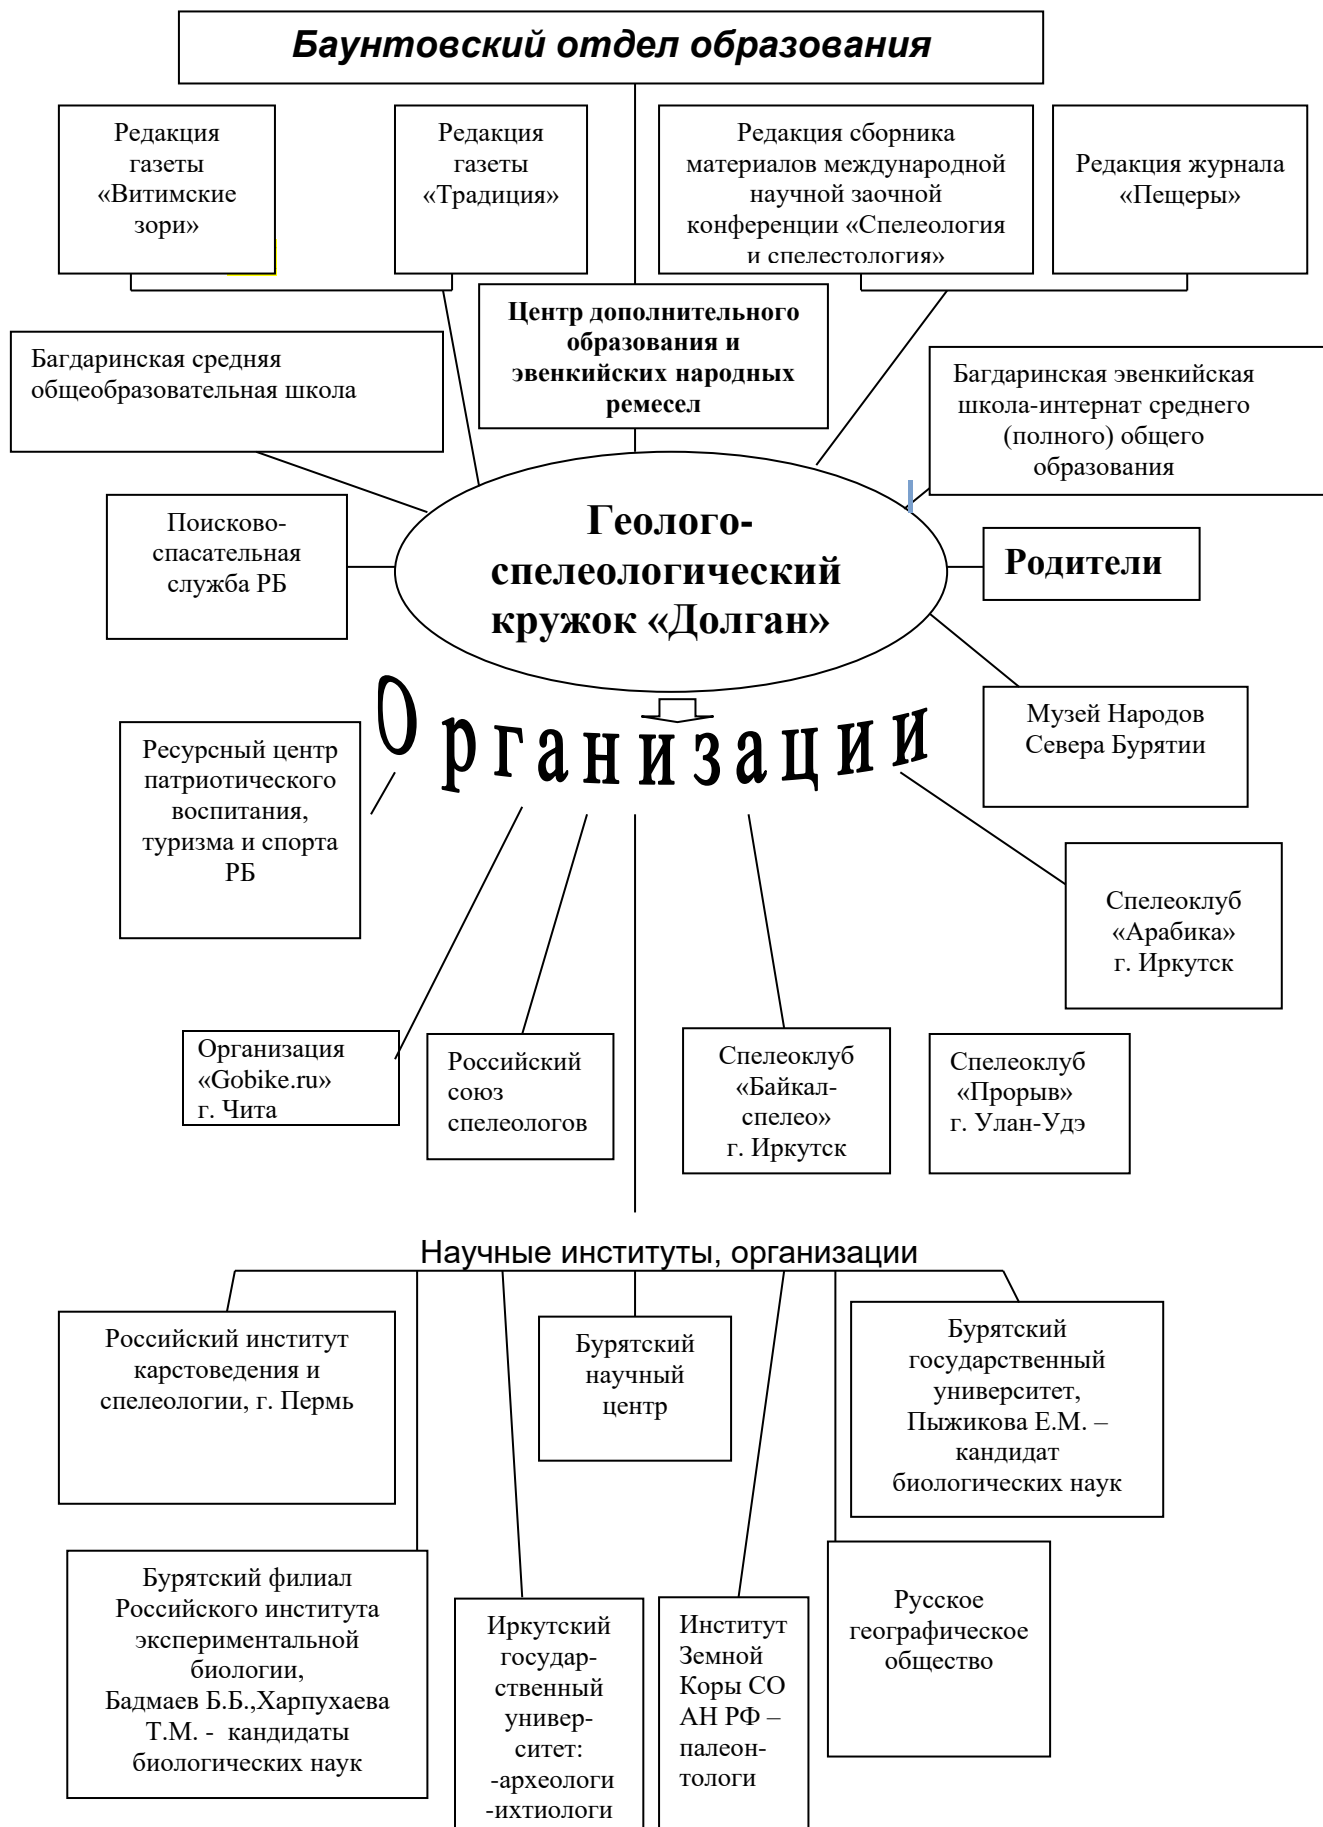 Баунтовский отдел образования
Редакция
газеты
«Витимские
зори»
Редакция
газеты
«Традиция»
Редакция сборника
материалов международной
научной заочной
конференции «Спелеология
и спелестология»
Редакция журнала
«Пещеры»
Центр дополнительного
образования и
эвенкийских народных
ремесел
Багдаринская средняя
общеобразовательная школа
Багдаринская эвенкийская
школа-интернат среднего
(полного) общего
образования
Поисково-
спасательная
служба РБ
Геолого-
спелеологический
кружок «Долган»
Родители
Организации
Ресурсный центр
патриотического
воспитания,
туризма и спорта
РБ
Музей Народов
Севера Бурятии
Спелеоклуб
«Арабика»
г. Иркутск
Организация
«Gobike.ru»
г. Чита
Российский
союз
спелеологов
Спелеоклуб
«Байкал-
спелео»
г. Иркутск
Спелеоклуб
«Прорыв»
г. Улан-Удэ
Научные институты, организации
Российский институт
карстоведения и
спелеологии, г. Пермь
Бурятский
научный
центр
Бурятский
государственный
университет,
Пыжикова Е.М. –
кандидат
биологических наук
Бурятский филиал
Российского института
экспериментальной
биологии,
Бадмаев Б.Б.,Харпухаева
Т.М. - кандидаты
биологических наук
Иркутский
государ-
ственный
универ-
ситет:
-археологи
-ихтиологи
Институт
Земной
Коры СО
АН РФ –
палеон-
тологи
Русское
географическое
общество